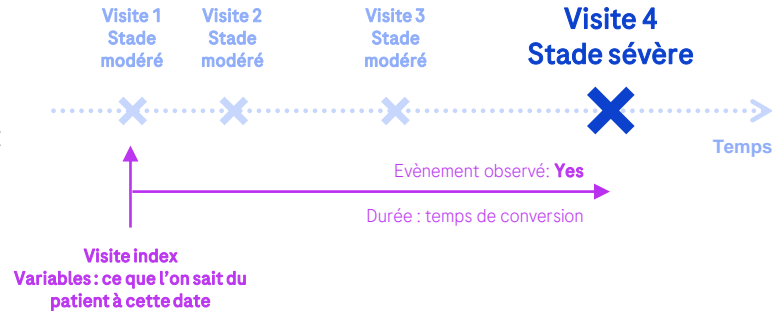 Visite 1
Stade
modéré
Visite 2
Stade
modéré
Visite 3
Stade
modéré
Visite 4
Stade sévère
Temps
Evènement observé: Yes
Durée : temps de conversion
Visite index
Variables : ce que l'on sait du
patient à cette date